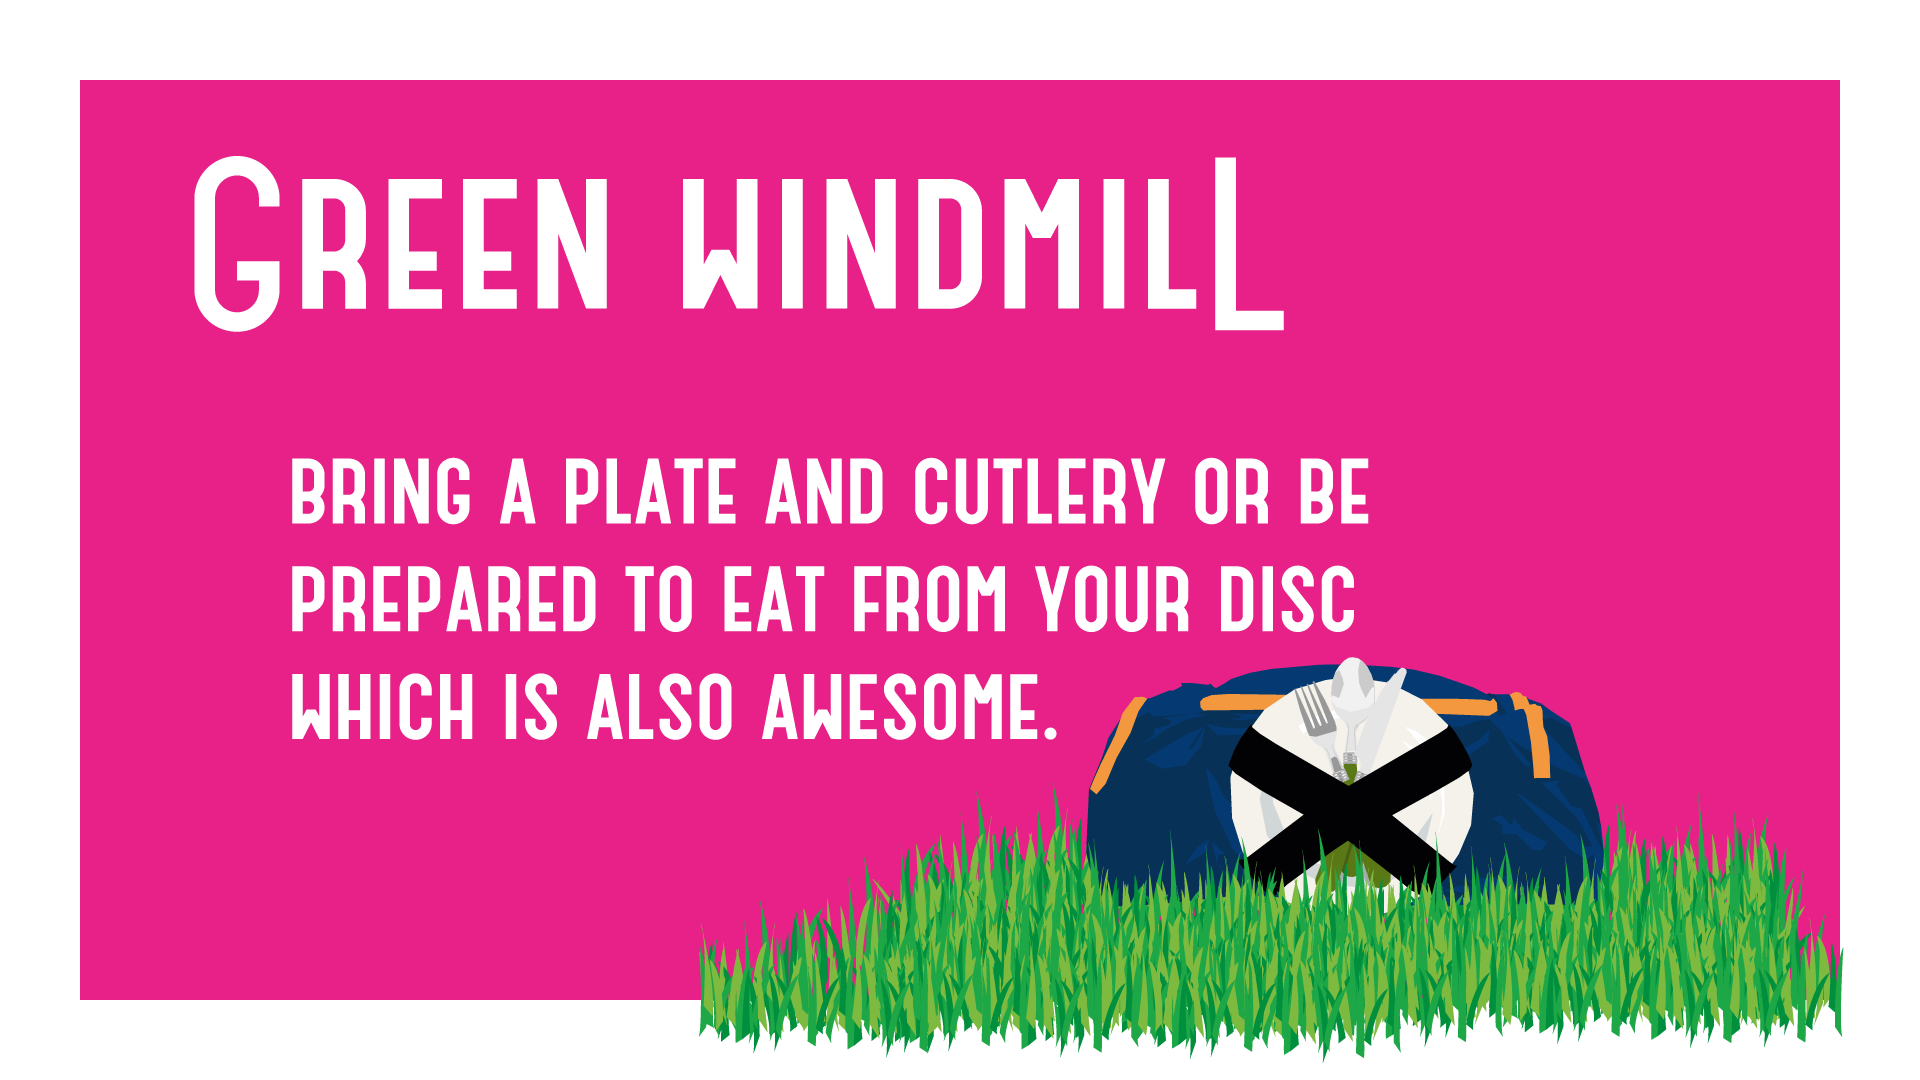 GREEN WINDMILL
BRING A PLATE AND CUTLERY OR BE
PREPARED TO EAT FROM YOUR DISC
WHICH IS ALSO AWESOME.